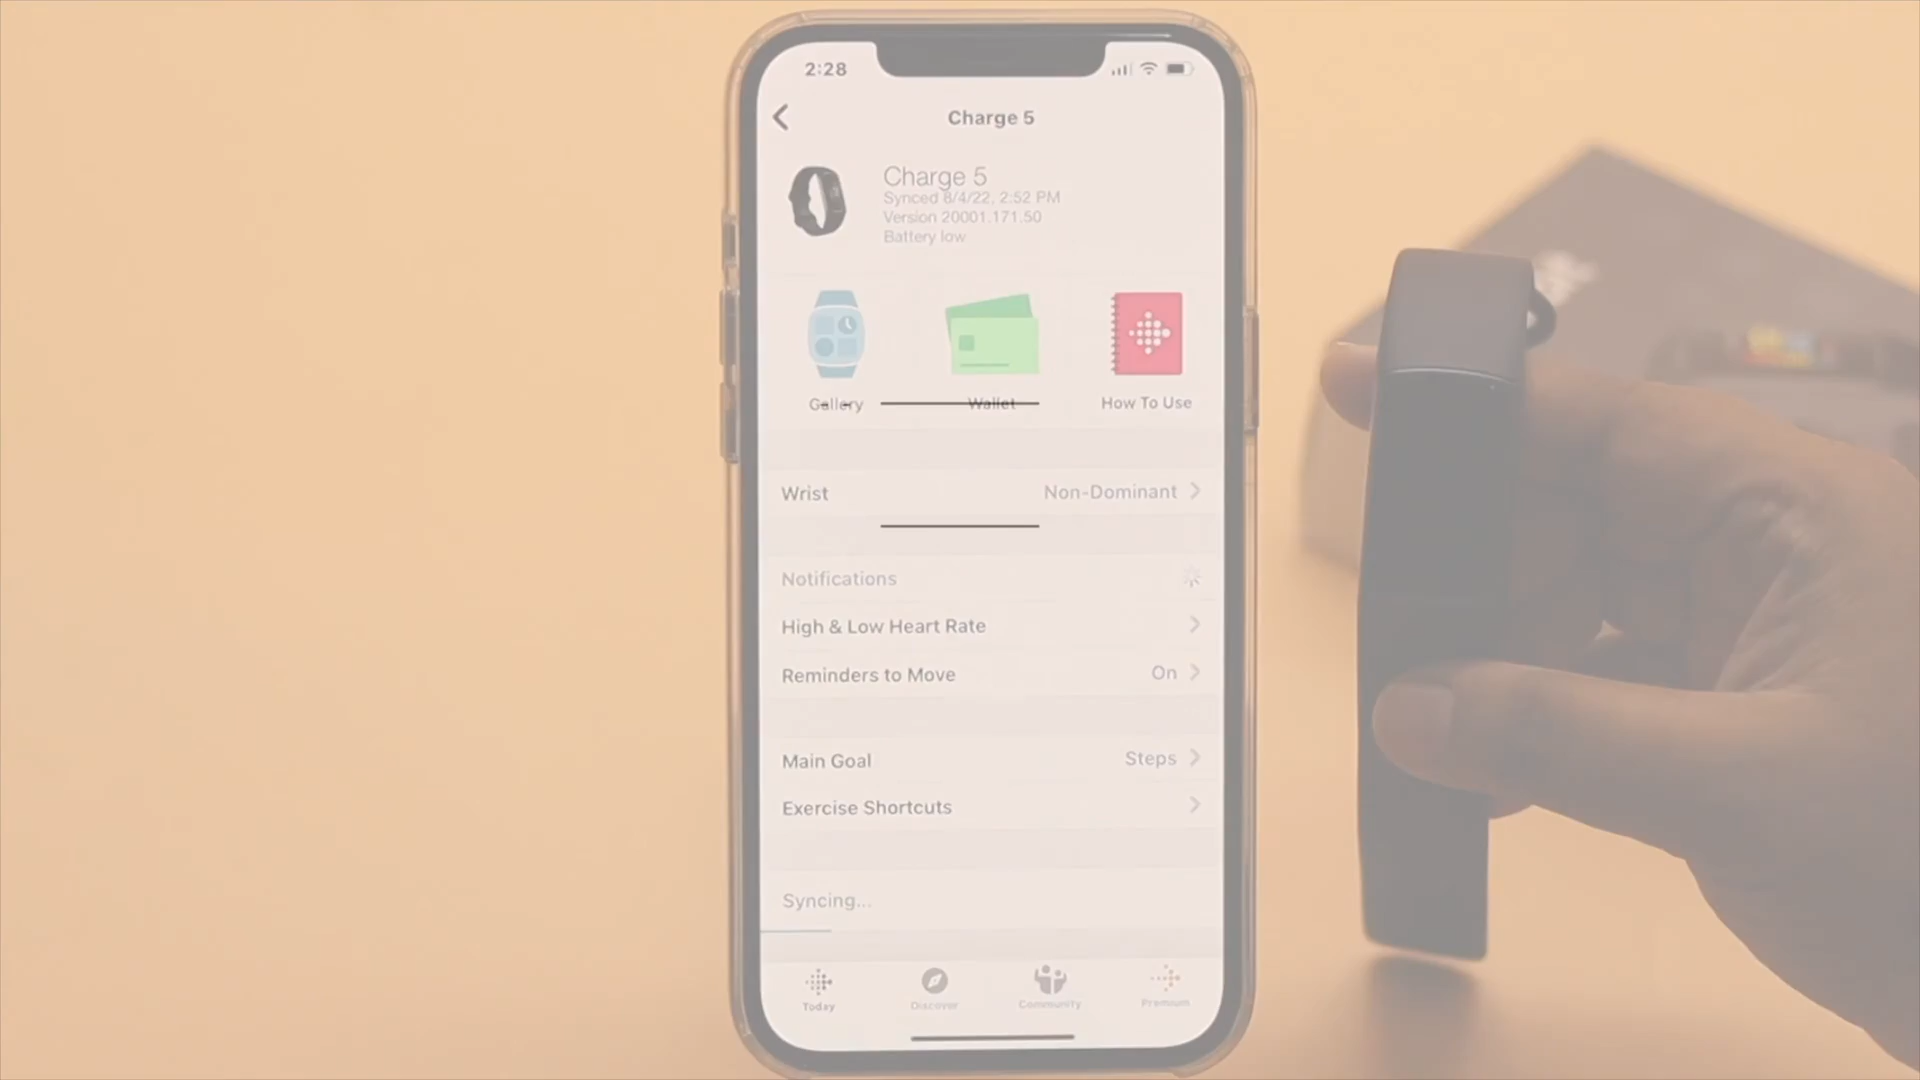 2:28
Charge 5
Charge 5
Synced 8/4/22, 2:52 PM
Version 20001.171.50
Battery low
Gallery
Wallet
How To Use
Wrist
Non-Dominant
Notifications
High & Low Heart Rate
Reminders to Move
On
Main Goal
Steps
Exercise Shortcuts
Syncing...
Today
Discover
Community
Premium